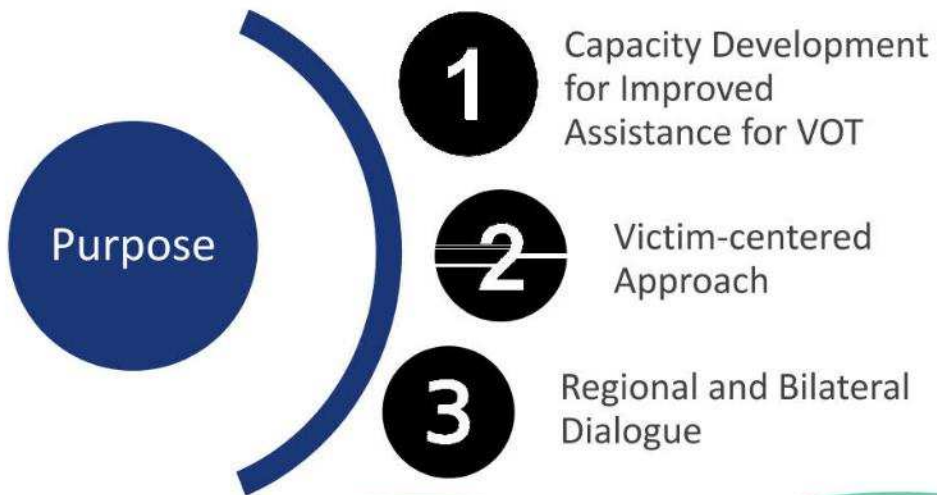 Purpose
1
Capacity Development
for Improved
Assistance for VOT
2
Victim-centered
Approach
3
Regional and Bilateral
Dialogue